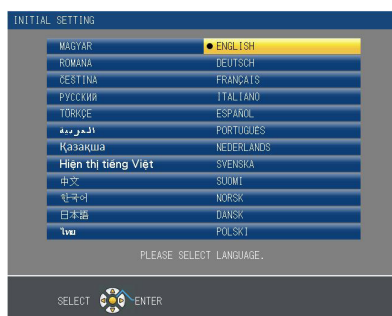 INITIAL SETTING
MAGYAR ENGLISH
ROMÂNA DEUTSCH
ČEŠTINA FRANÇAIS
РУССКИЙ ITALIANO
TÜRKÇE ESPAÑOL
العربية PORTUGUÊS
Қазақша NEDERLANDS
Hiện thị tiếng Việt SVENSKA
中文 SUOMI
한국어 NORSK
日本語 DANSK
ไทย POLSKI
PLEASE SELECT LANGUAGE.
SELECT ENTER